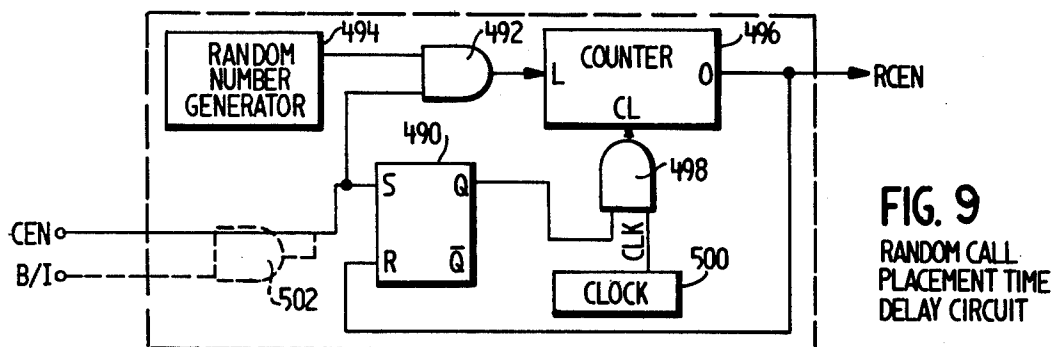 494
RANDOM
NUMBER
GENERATOR
492
496
COUNTER
L
O
CL
RCEN
490
S
Q
R
Q̅
498
CEN
B/I
502
CLK
CLOCK
500
FIG. 9
RANDOM CALL
PLACEMENT TIME
DELAY CIRCUIT